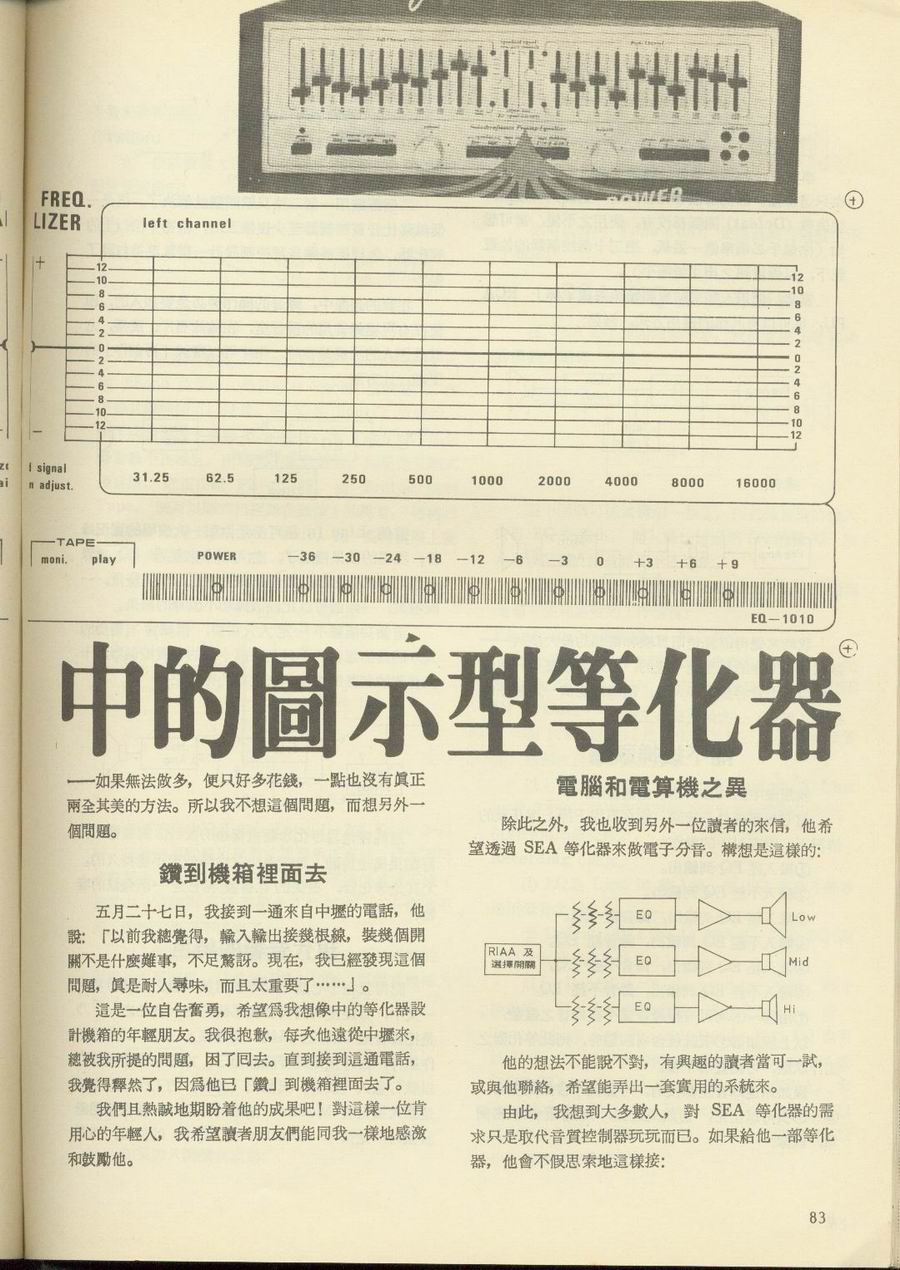 POWER
FREQ.
LIZER
left channel
+
12 12
10 10
8 8
6 6
4 4
2 2
0 0
2 2
4 4
6 6
8 8
10 10
12 12
−
signal
n adjust.
31.25 62.5 125 250 500 1000 2000 4000 8000 16000
TAPE
moni. play
POWER −36 −30 −24 −18 −12 −6 −3 0 +3 +6 +9
EQ−1010
中的圖示型等化器
──如果無法做多，便只好多花錢，一點也沒有眞正
兩全其美的方法。所以我不想這個問題，而想另外一
個問題。
鑽到機箱裡面去
五月二十七日，我接到一通來自中壢的電話，他
說：「以前我總覺得，輸入輸出接幾根線，裝幾個開
關不是什麼難事，不足驚訝。現在，我已經發現這個
問題，眞是耐人尋味，而且太重要了……」。
這是一位自告奮勇，希望爲我想像中的等化器設
計機箱的年輕朋友。我很抱歉，每次他遠從中壢來，
總被我所提的問題，困了囘去。直到接到這通電話，
我覺得釋然了，因爲他已「鑽」到機箱裡面去了。
我們且熱誠地期盼着他的成果吧！對這樣一位肯
用心的年輕人，我希望讀者朋友們能同我一樣地感激
和鼓勵他。
電腦和電算機之異
除此之外，我也收到另外一位讀者的來信，他希
望透過 SEA 等化器來做電子分音。構想是這樣的：
RIAA 及
選擇開關
EQ Low
EQ Mid
EQ Hi
他的想法不能說不對，有興趣的讀者當可一試，
或與他聯絡，希望能弄出一套實用的系統來。
由此，我想到大多數人，對 SEA 等化器的需
求只是取代音質控制器玩玩而已。如果給他一部等化
器，他會不假思索地這樣接：
83